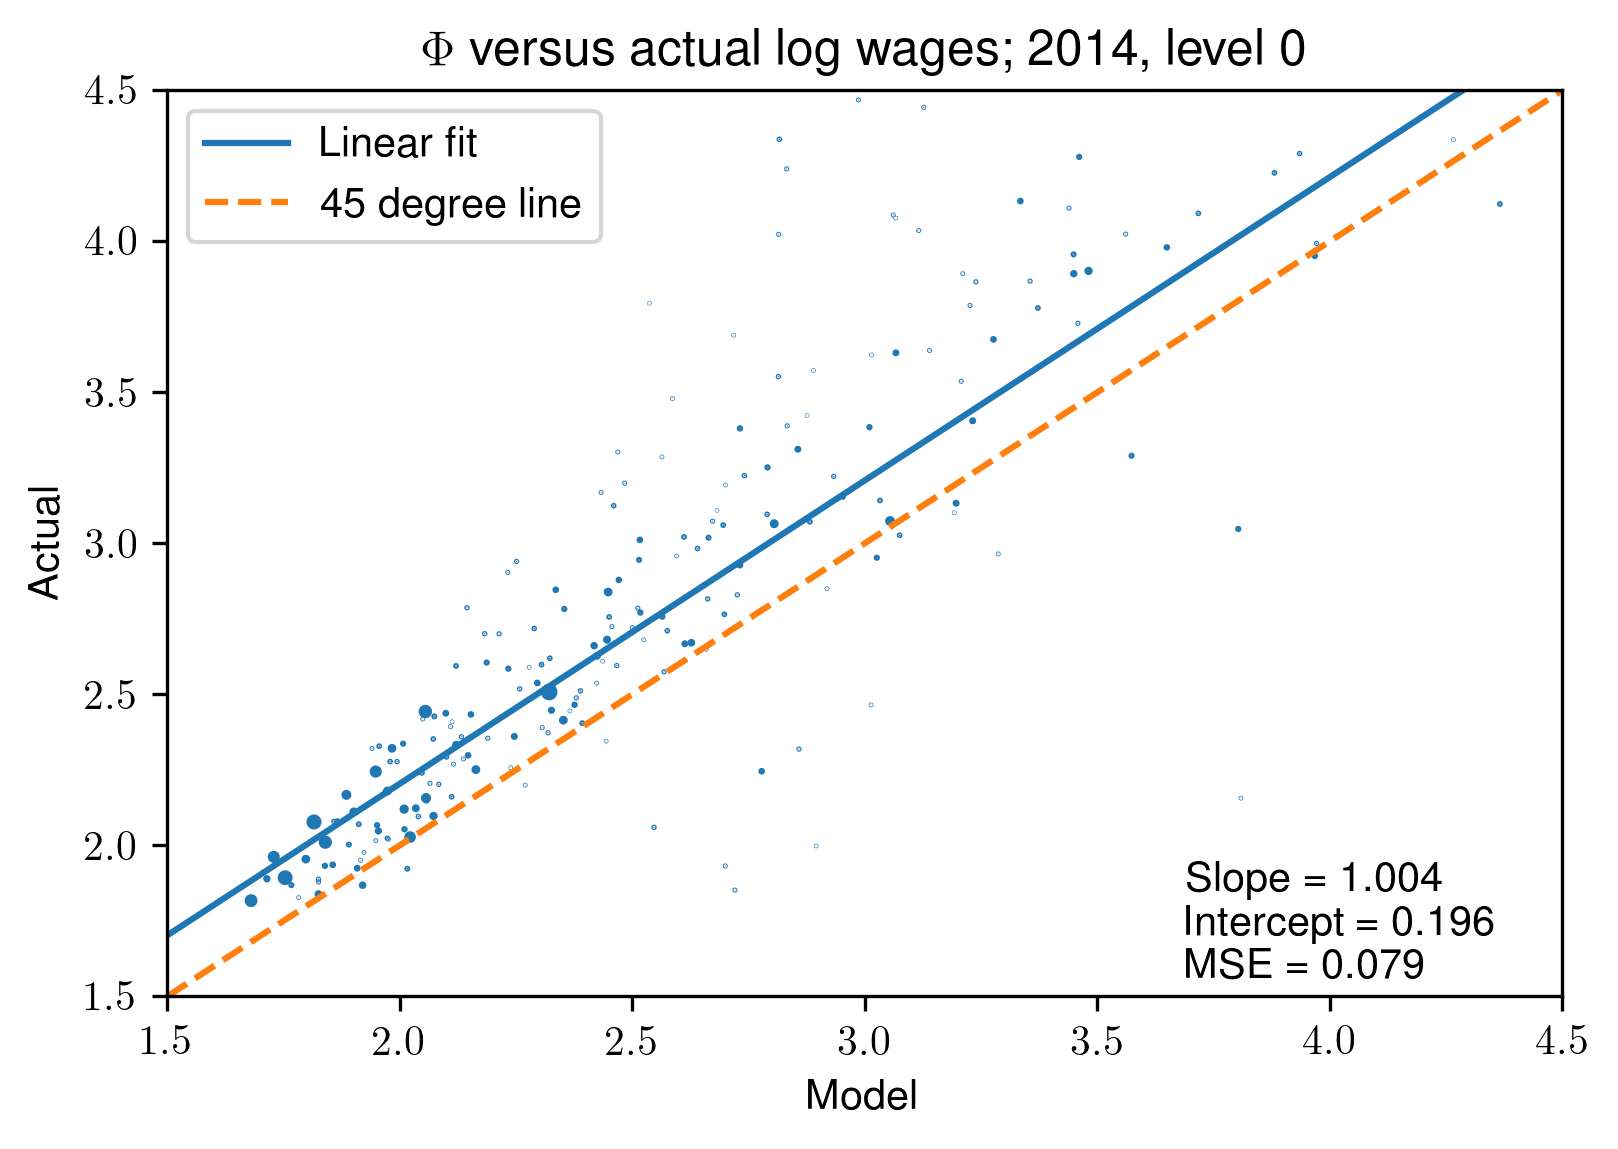 Φ versus actual log wages; 2014, level 0
4.5
4.0
3.5
3.0
2.5
2.0
1.5
Actual
Linear fit
45 degree line
Slope = 1.004
Intercept = 0.196
MSE = 0.079
1.5 2.0 2.5 3.0 3.5 4.0 4.5
Model